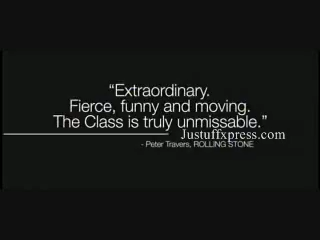 “Extraordinary.
Fierce, funny and moving.
The Class is truly unmissable.”
Justuffxpress.com
- Peter Travers, ROLLING STONE